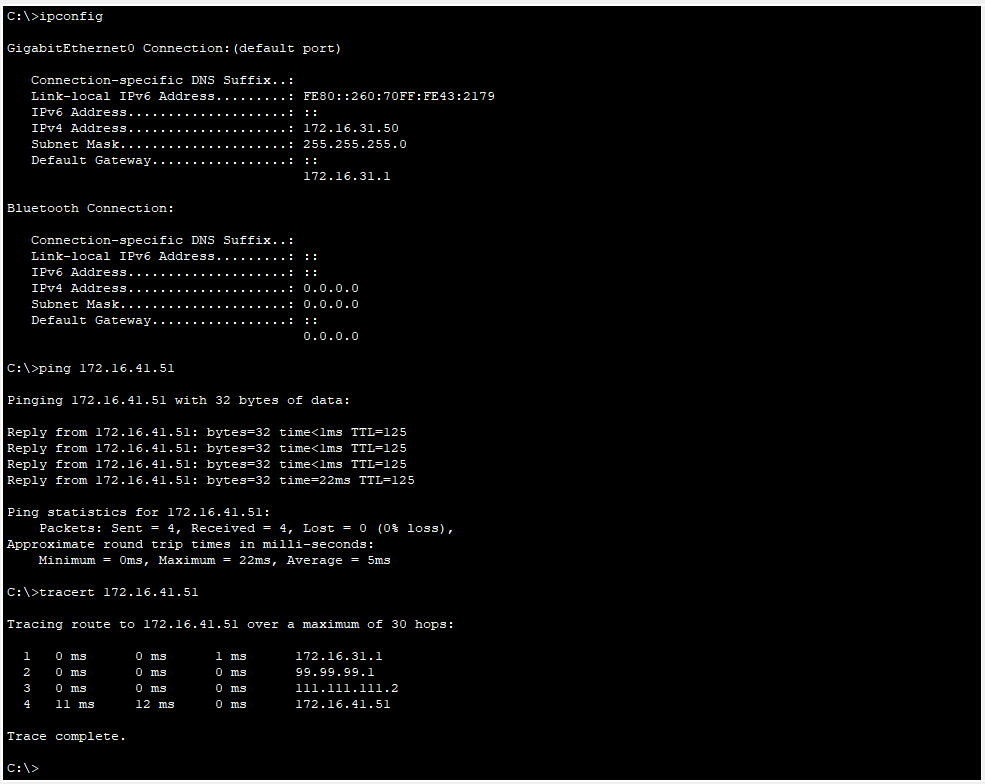 C:\>ipconfig
GigabitEthernet0 Connection:(default port)
Connection-specific DNS Suffix..:
Link-local IPv6 Address.........: FE80::260:70FF:FE43:2179
IPv6 Address....................: ::
IPv4 Address....................: 172.16.31.50
Subnet Mask.....................: 255.255.255.0
Default Gateway.................: ::
172.16.31.1
Bluetooth Connection:
Connection-specific DNS Suffix..:
Link-local IPv6 Address.........: ::
IPv6 Address....................: ::
IPv4 Address....................: 0.0.0.0
Subnet Mask.....................: 0.0.0.0
Default Gateway.................: ::
0.0.0.0
C:\>ping 172.16.41.51
Pinging 172.16.41.51 with 32 bytes of data:
Reply from 172.16.41.51: bytes=32 time<1ms TTL=125
Reply from 172.16.41.51: bytes=32 time<1ms TTL=125
Reply from 172.16.41.51: bytes=32 time<1ms TTL=125
Reply from 172.16.41.51: bytes=32 time=22ms TTL=125
Ping statistics for 172.16.41.51:
Packets: Sent = 4, Received = 4, Lost = 0 (0% loss),
Approximate round trip times in milli-seconds:
Minimum = 0ms, Maximum = 22ms, Average = 5ms
C:\>tracert 172.16.41.51
Tracing route to 172.16.41.51 over a maximum of 30 hops:
1 0 ms 0 ms 1 ms 172.16.31.1
2 0 ms 0 ms 0 ms 99.99.99.1
3 0 ms 0 ms 0 ms 111.111.111.2
4 11 ms 12 ms 0 ms 172.16.41.51
Trace complete.
C:\>